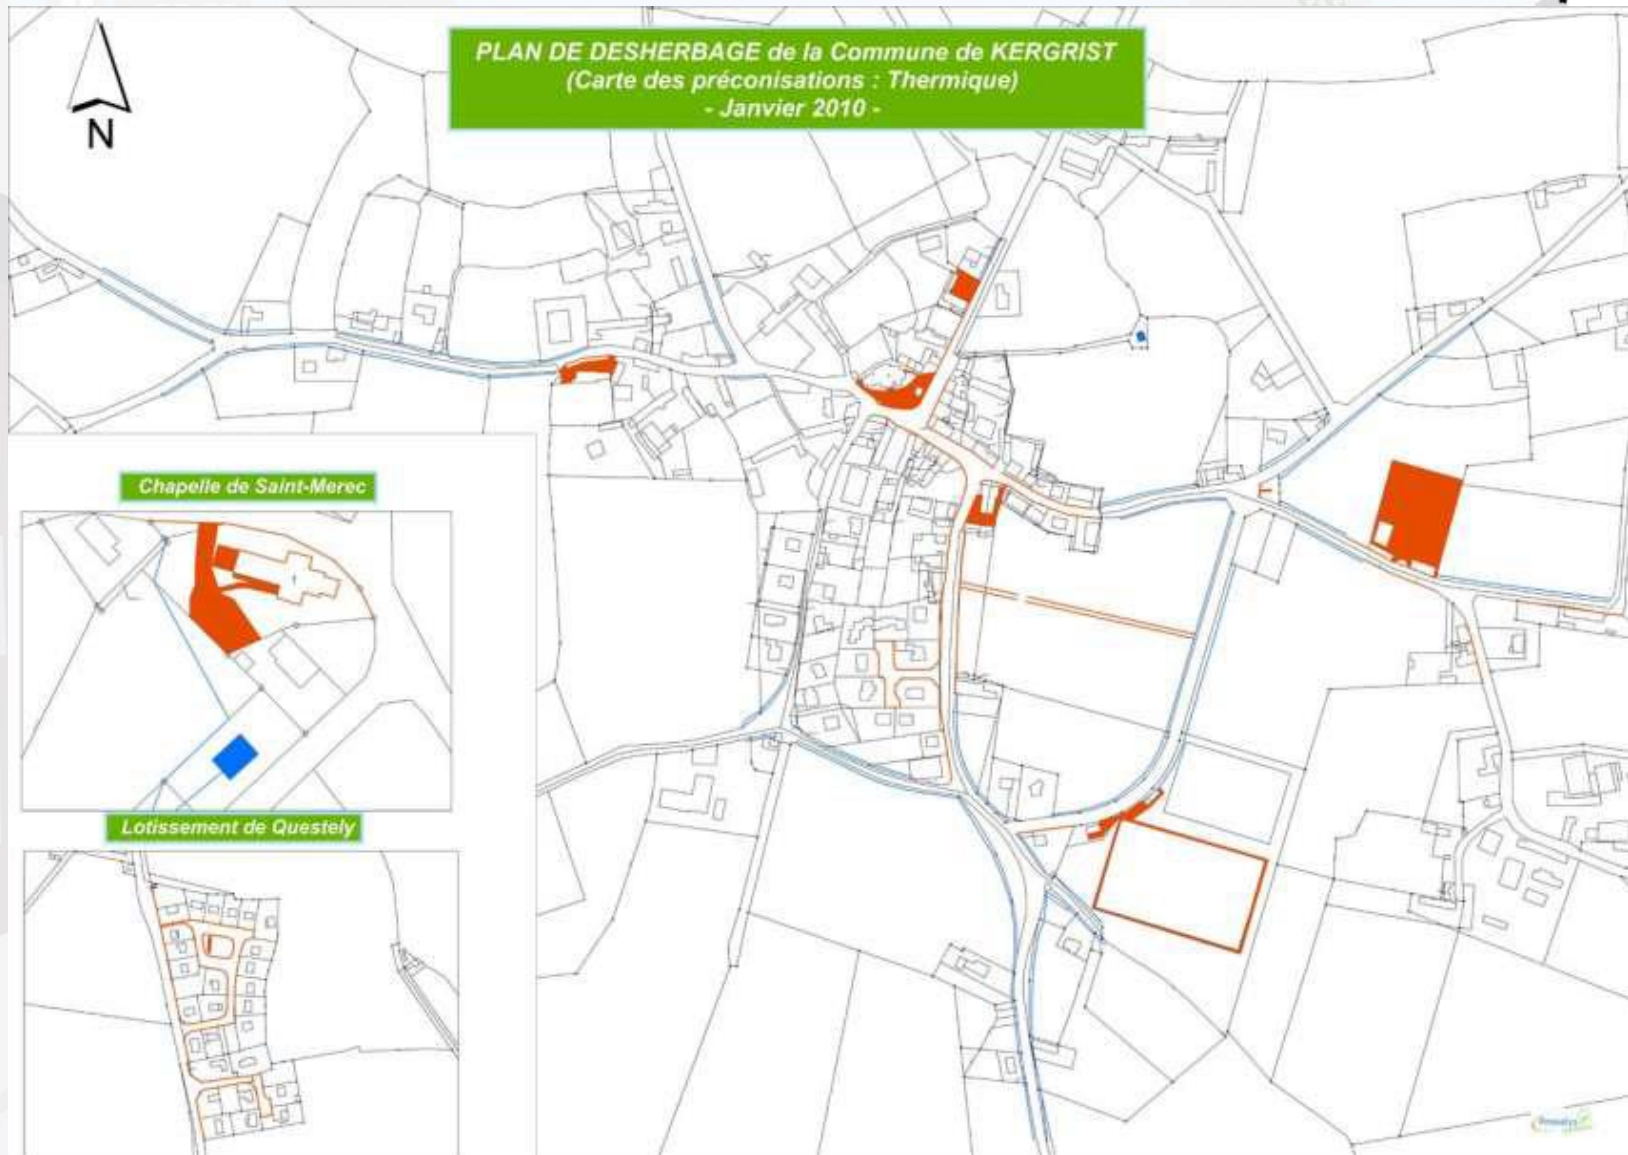 PLAN DE DESHERBAGE de la Commune de KERGRIST
(Carte des préconisations : Thermique)
- Janvier 2010 -
N
Chapelle de Saint-Merec
Lotissement de Questely